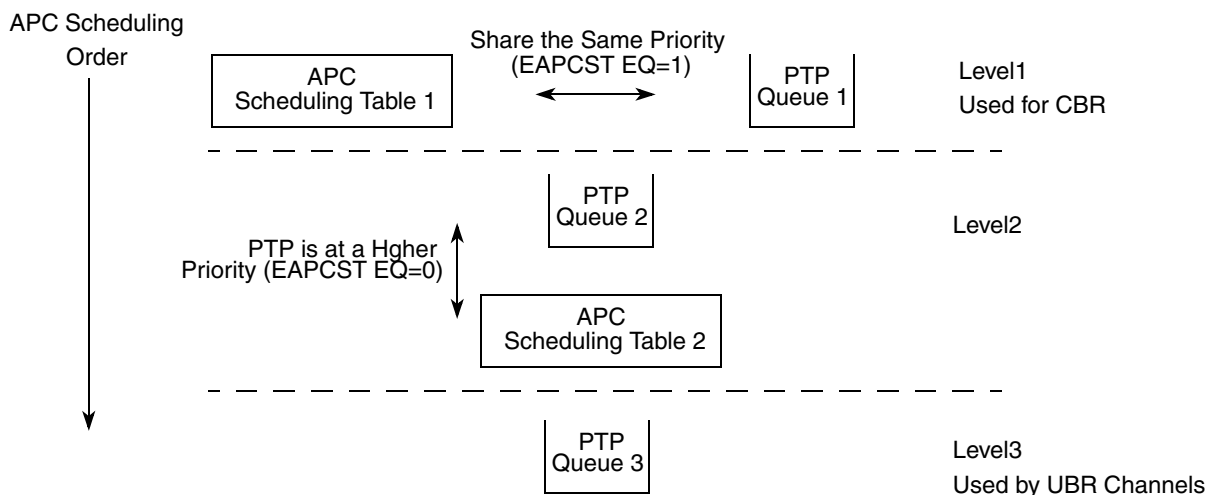 APC Scheduling
Order
APC
Scheduling Table 1
Share the Same Priority
(EAPCST EQ=1)
PTP
Queue 1
Level1
Used for CBR
PTP
Queue 2
Level2
PTP is at a Hgher
Priority (EAPCST EQ=0)
APC
Scheduling Table 2
PTP
Queue 3
Level3
Used by UBR Channels